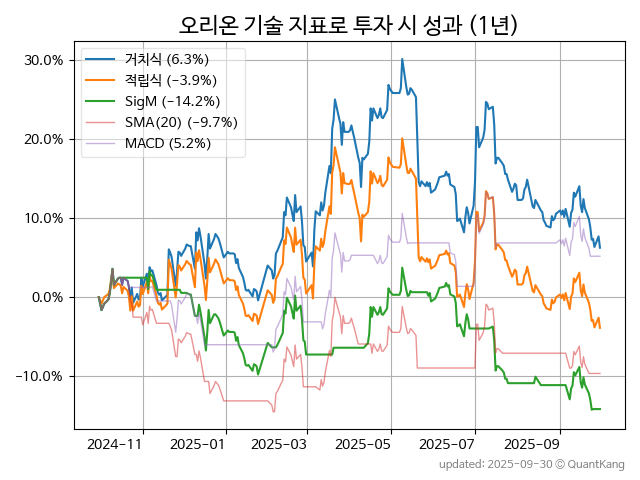 오리온 기술 지표로 투자 시 성과 (1년)
거치식 (6.3%)
적립식 (−3.9%)
SigM (−14.2%)
SMA(20) (−9.7%)
MACD (5.2%)
30.0%
20.0%
10.0%
0.0%
−10.0%
2024-11
2025-01
2025-03
2025-05
2025-07
2025-09
updated: 2025-09-30 © QuantKang